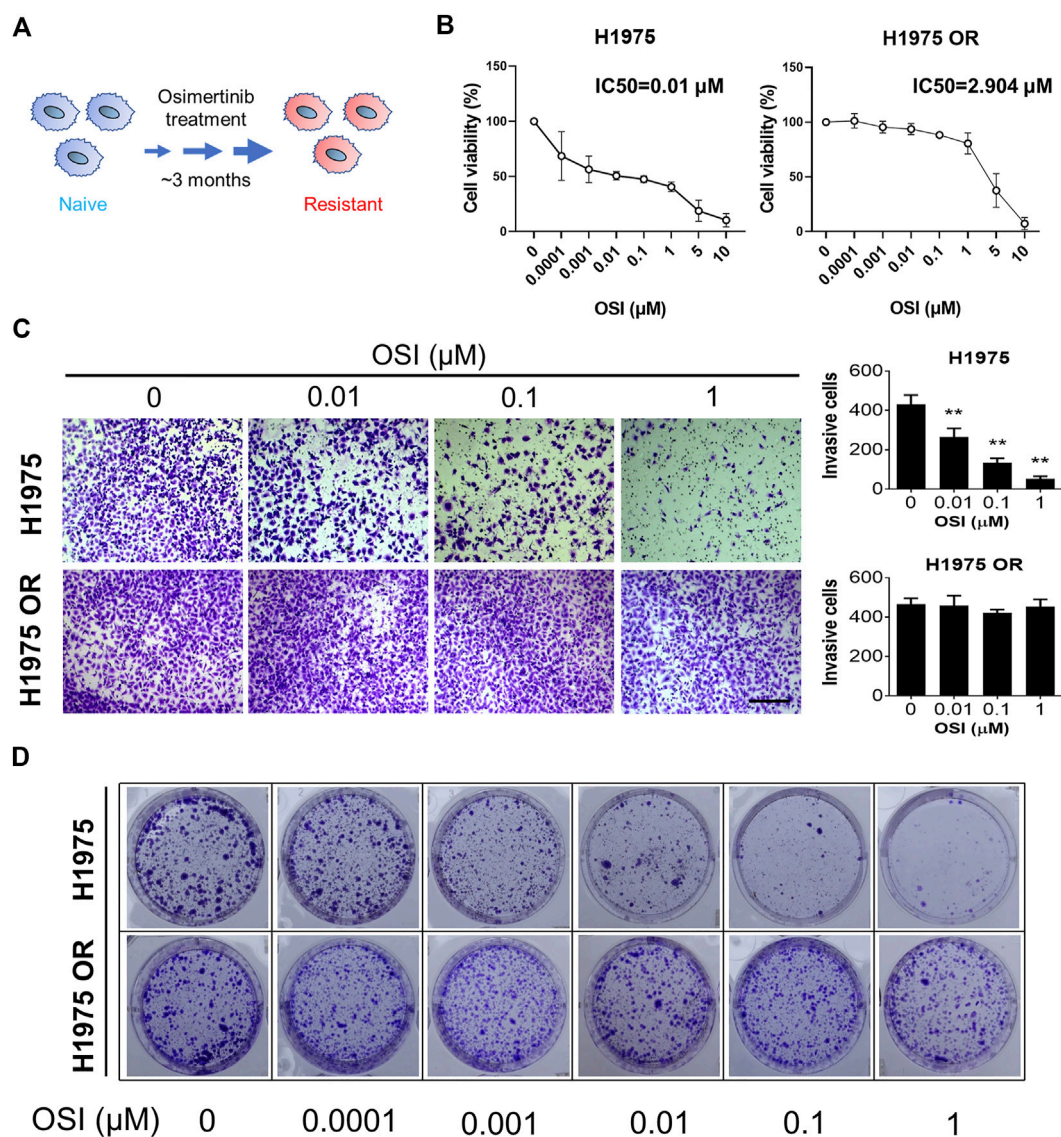 A
Osimertinib
treatment
~3 months
Naive
Resistant
B
H1975
IC50=0.01 µM
Cell viability (%)
150
100
50
0
0
0.0001
0.001
0.01
0.1
1
5
10
OSI (µM)
H1975 OR
IC50=2.904 µM
Cell viability (%)
150
100
50
0
0
0.0001
0.001
0.01
0.1
1
5
10
OSI (µM)
C
OSI (µM)
0
0.01
0.1
1
H1975
H1975 OR
H1975
Invasive cells
600
400
200
0
**
**
**
0
0.01
0.1
1
OSI (µM)
H1975 OR
Invasive cells
600
400
200
0
0
0.01
0.1
1
OSI (µM)
D
H1975
H1975 OR
OSI (µM)
0
0.0001
0.001
0.01
0.1
1